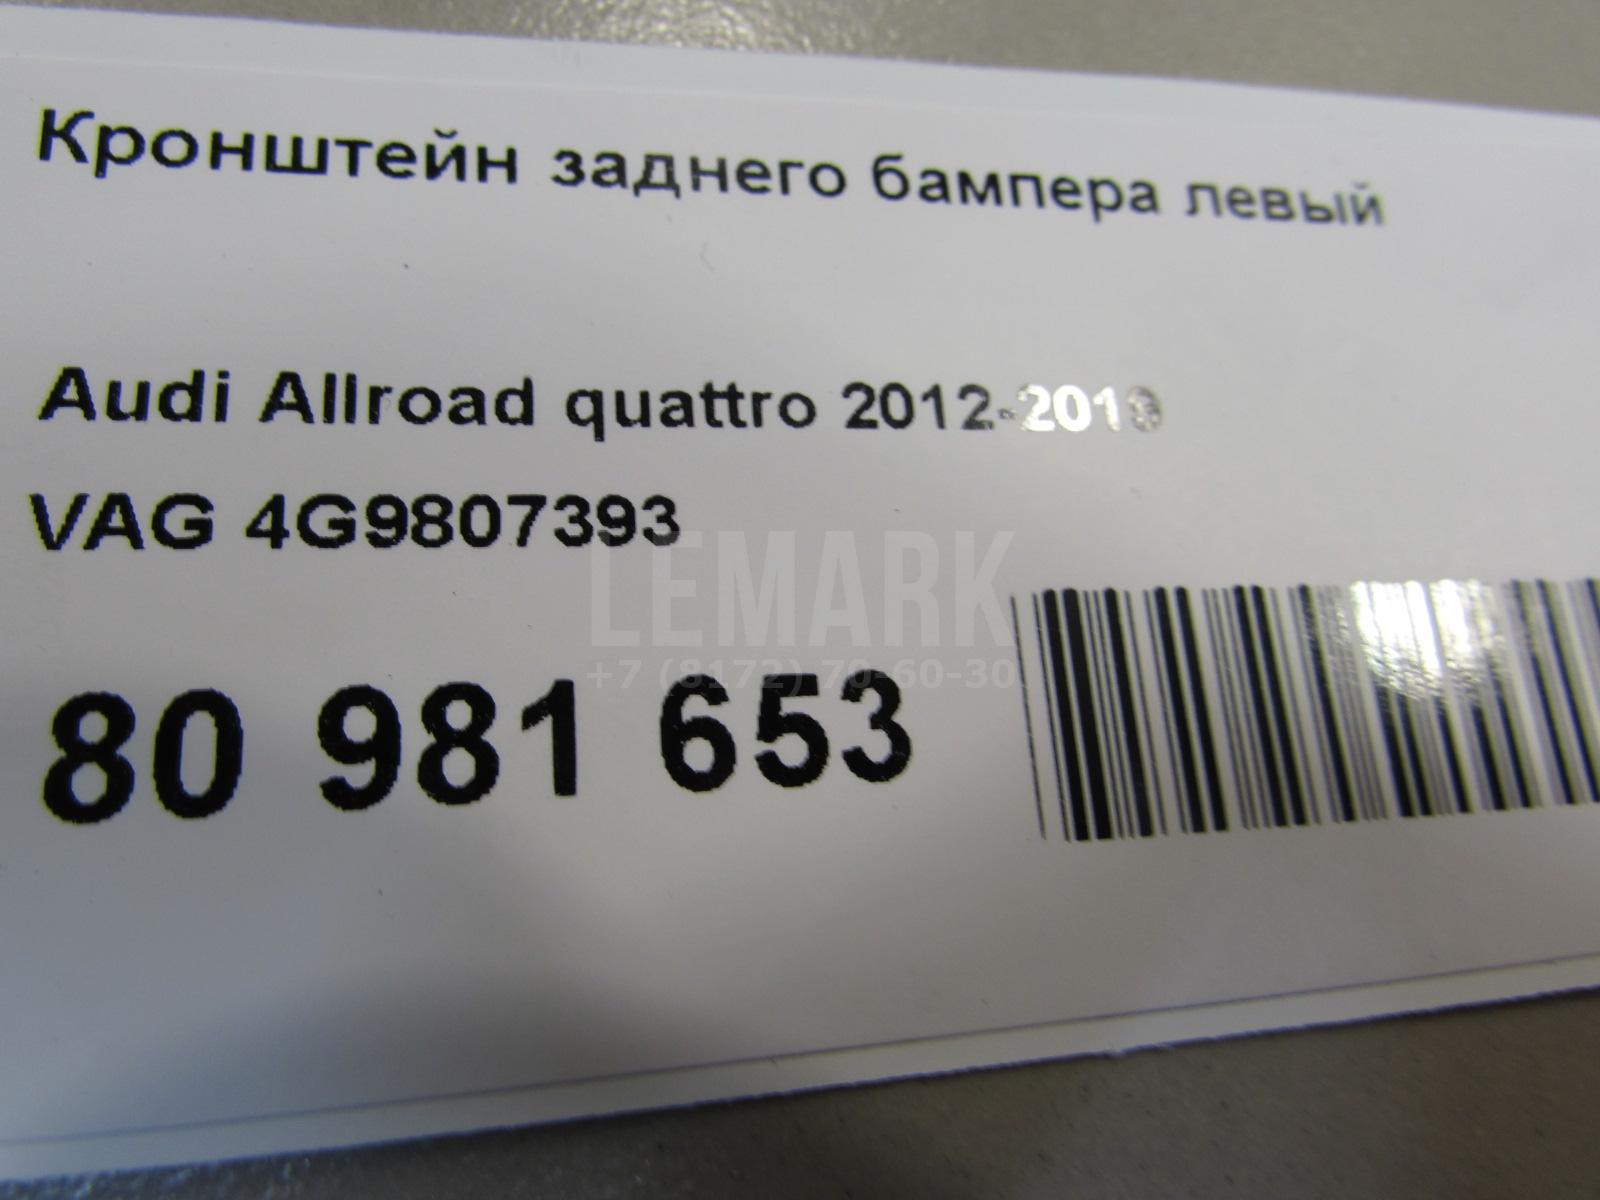 Кронштейн заднего бампера левый
Audi Allroad quattro 2012-2019
VAG 4G9807393
LEMARK
+7 (8172) 70-60-30
80 981 653